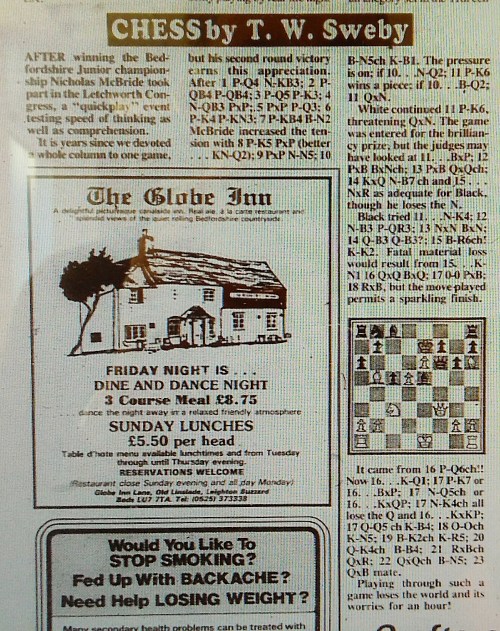 CHESS by T. W. Sweby
AFTER winning the Bed-
fordshire Junior champion-
ship Nicholas McBride took
part in the Letchworth Con-
gress, a "quickplay" event
testing speed of thinking as
well as comprehension.
It is years since we devoted
a whole column to one game,
but his second round victory
earns this appreciation.
After 1 P-Q4 N-KB3; 2 P-
QB4 P-QB4; 3 P-Q5 P-K3; 4
N-QB3 PxP; 5 PxP P-Q3; 6
P-K4 P-KN3; 7 P-KB4 B-N2
McBride increased the ten-
sion with 8 P-K5 PxP (better
. . . KN-Q2); 9 PxP N-N5; 10
B-N5ch K-B1. The pressure
is on; if 10. . .N-Q2; 11 P-K6
wins a piece; if 10. . .B-Q2;
11 QxN.
White continued 11 P-K6,
threatening QxN. The game
was entered for the brillian-
cy prize, but the judges may
have looked at 11. . .BxP; 12
PxB BxNch; 13 PxB QxQch;
14 KxQ N-B7 ch and 15. . .
NxR as adequate for Black,
though he loses the N.
Black tried 11. . .N-K4; 12
N-B3 P-QR3; 13 NxN BxN;
14 Q-B3 Q-B3?; 15 B-R6ch!
K-K2. Fatal material loss
would result from 15. . .K-
N1 16 QxQ BxQ; 17 0-0 PxB;
18 RxB, but the move played
permits a sparkling finish.
It came from 16 P-Q6ch!!
Now 16. . .K-Q1; 17 P-K7 or
16. . .BxP; 17 N-Q5ch or
16. . .KxQP; 17 N-K4ch all
lose the Q and 16. . .KxKP;
17 Q-Q5 ch K-B4; 18 O-Och
K-N5; 19 B-K2ch K-R5; 20
Q-K4ch B-B4; 21 RxBch
QxR; 22 QxQch B-N5; 23
QxB mate.
Playing through such a
game loses the world and its
worries for an hour!
The Globe Inn
A delightful picturesque canalside inn. Real ale, à la carte restaurant and
splendid views of the quiet rolling Bedfordshire countryside.
FRIDAY NIGHT IS . . .
DINE AND DANCE NIGHT
3 Course Meal £8.75
. . . dance the night away in a relaxed friendly atmosphere
SUNDAY LUNCHES
£5.50 per head
Table d'hote menu available lunchtimes and from Tuesday
through until Thursday evening.
RESERVATIONS WELCOME
(Restaurant close Sunday evening and all day Monday)
Globe Inn Lane, Old Linslade, Leighton Buzzard
Beds LU7 7TA. Tel: (0525) 373338
Would You Like To
STOP SMOKING?
Fed Up With BACKACHE?
Need Help LOSING WEIGHT?
Many secondary health problems can be treated with